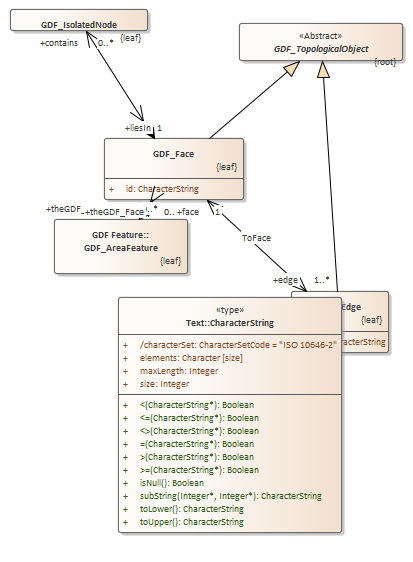 GDF_IsolatedNode
{leaf}
+contains
0..*
«Abstract»
GDF_TopologicalObject
{root}
+liesIn
1
GDF_Face
{leaf}
+ id: CharacterString
+theGDF_
+theGDF_Face
..*
0..
+face
1
GDF Feature::
GDF_AreaFeature
{leaf}
ToFace
+edge
1..*
Edge
{leaf}
acterString
«type»
Text::CharacterString
+ /characterSet: CharacterSetCode = "ISO 10646-2"
+ elements: Character [size]
+ maxLength: Integer
+ size: Integer
+ <(CharacterString*): Boolean
+ <=(CharacterString*): Boolean
+ <>(CharacterString*): Boolean
+ =(CharacterString*): Boolean
+ >(CharacterString*): Boolean
+ >=(CharacterString*): Boolean
+ isNull(): Boolean
+ subString(Integer*, Integer*): CharacterString
+ toLower(): CharacterString
+ toUpper(): CharacterString